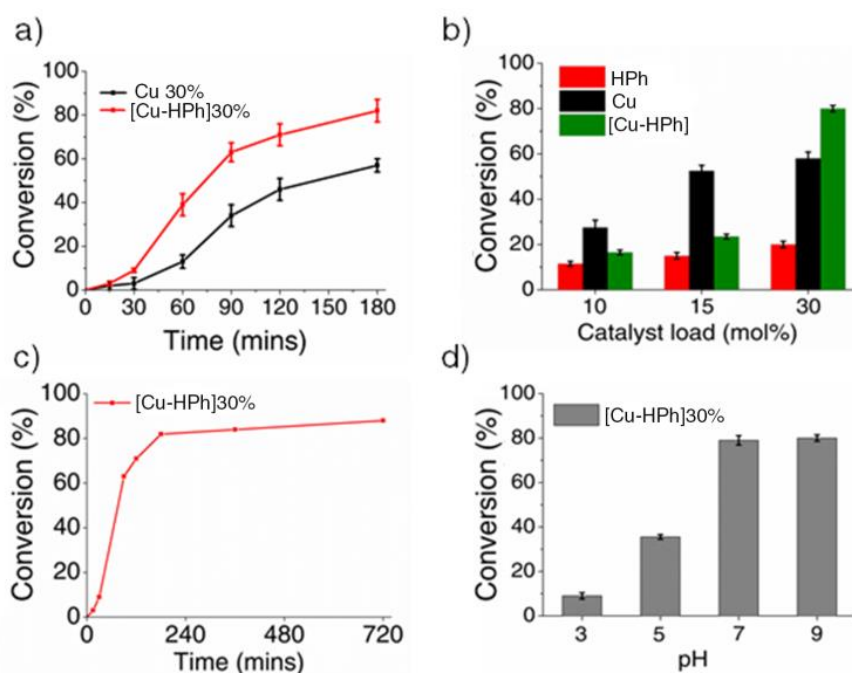 a)
Conversion (%)
100
80
60
40
20
0
Cu 30%
[Cu-HPh]30%
0 30 60 90 120 150 180
Time (mins)
b)
Conversion (%)
100
80
60
40
20
0
HPh
Cu
[Cu-HPh]
10 15 30
Catalyst load (mol%)
c)
Conversion (%)
100
80
60
40
20
0
[Cu-HPh]30%
0 240 480 720
Time (mins)
d)
Conversion (%)
100
80
60
40
20
0
[Cu-HPh]30%
3 5 7 9
pH